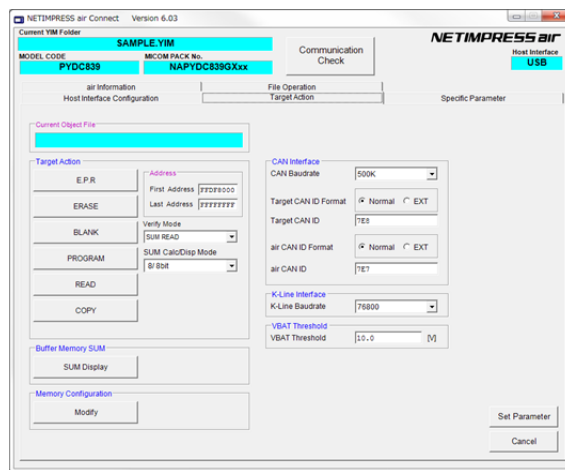 NETIMPRESS air Connect Version 6.03
Current YIM Folder
SAMPLE.YIM
MODEL CODE
MICOM PACK No.
PYDC839
NAPYDC839GXxx
Communication
Check
NETIMPRESS air
Host Interface
USB
air Information
File Operation
Host Interface Configuration
Target Action
Specific Parameter
Current Object File
Target Action
E.P.R
ERASE
BLANK
PROGRAM
READ
COPY
Address
First Address FFDF8000
Last Address FFFFFFFF
Verify Mode
SUM READ
SUM Calc/Disp Mode
8/ 8bit
Buffer Memory SUM
SUM Display
Memory Configuration
Modify
CAN Interface
CAN Baudrate 500K
Target CAN ID Format Normal EXT
Target CAN ID 7E8
air CAN ID Format Normal EXT
air CAN ID 7E7
K-Line Interface
K-Line Baudrate 76800
VBAT Threshold
VBAT Threshold 10.0 [V]
Set Parameter
Cancel